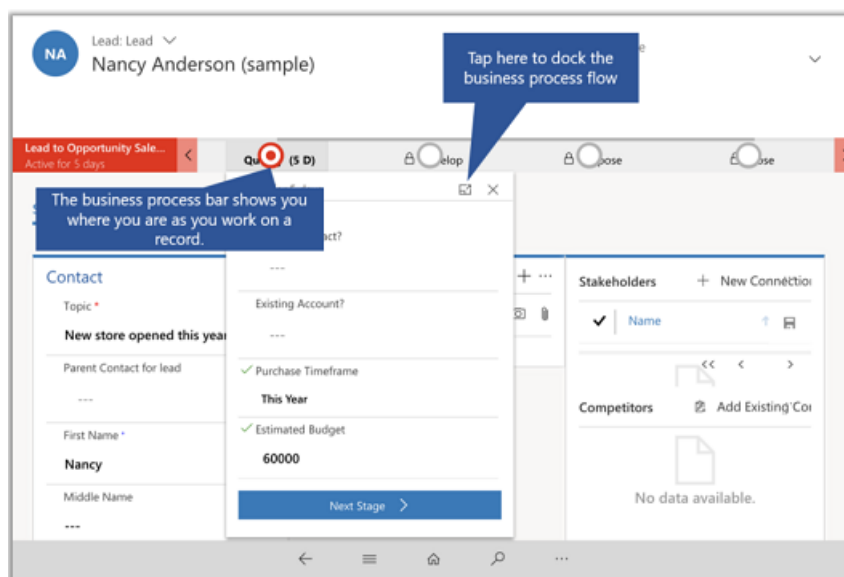 NA
Lead: Lead
Nancy Anderson (sample)
Tap here to dock the
business process flow
Lead to Opportunity Sale...
Active for 5 days
(5 D)
The business process bar shows you
where you are as you work on a
record.
Contact
Topic *
New store opened this year
Parent Contact for lead
---
First Name *
Nancy
Middle Name
---
---
Existing Account?
---
Purchase Timeframe
This Year
Estimated Budget
60000
Next Stage
Stakeholders
+ New
Name
Competitors
Add Existing
No data available.